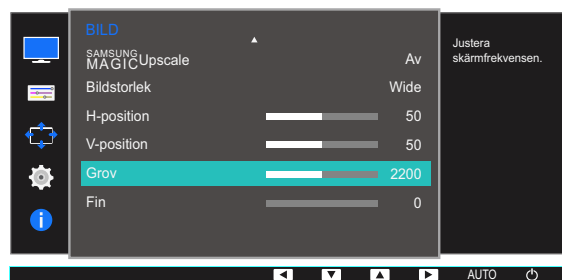 BILD
SAMSUNG MAGIC Upscale Av
Bildstorlek Wide
H-position 50
V-position 50
Grov 2200
Fin 0
Justera
skärmfrekvensen.
AUTO